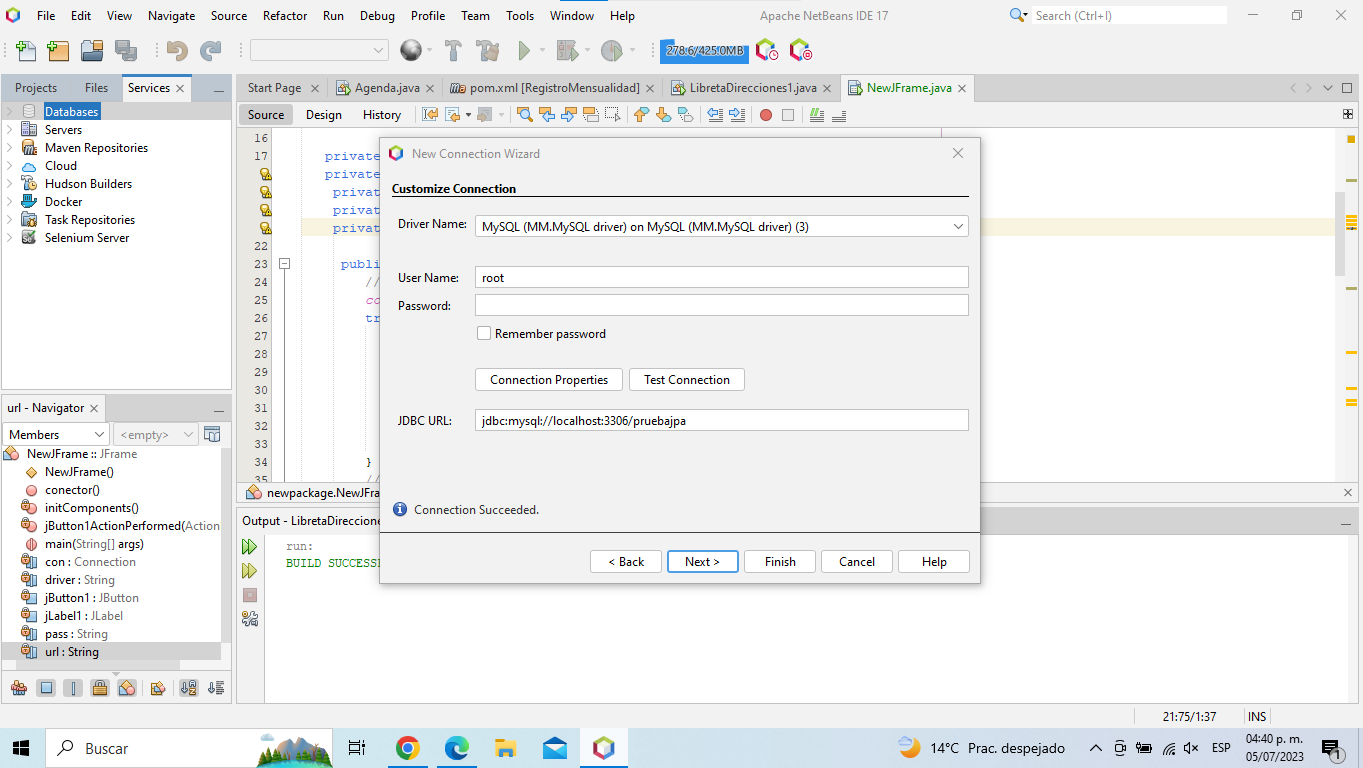 File Edit View Navigate Source Refactor Run Debug Profile Team Tools Window Help Apache NetBeans IDE 17 Search (Ctrl+I)
278.6/425.0MB
Projects Files Services
Start Page Agenda.java pom.xml [RegistroMensualidad] LibretaDirecciones1.java NewJFrame.java
Source Design History
Databases
Servers
Maven Repositories
Cloud
Hudson Builders
Docker
Task Repositories
Selenium Server
16
17 private
privat
privat
privat
privat
22
23 publi
24 //
25 co
26 tr
27
28
29
30
31
32
33
34 }
35 //
New Connection Wizard
Customize Connection
Driver Name: MySQL (MM.MySQL driver) on MySQL (MM.MySQL driver) (3)
User Name: root
Password:
Remember password
Connection Properties Test Connection
JDBC URL: jdbc:mysql://localhost:3306/pruebajpa
Connection Succeeded.
< Back Next > Finish Cancel Help
url - Navigator
Members <empty>
NewJFrame :: JFrame
NewJFrame()
conector()
initComponents()
jButton1ActionPerformed(Action
main(String[] args)
con : Connection
driver : String
jButton1 : JButton
jLabel1 : JLabel
pass : String
url : String
newpackage.NewJFra
Output - LibretaDireccione
run:
BUILD SUCCESS
21:75/1:37 INS
Buscar
14°C Prac. despejado
ESP
04:40 p. m.
05/07/2023
1